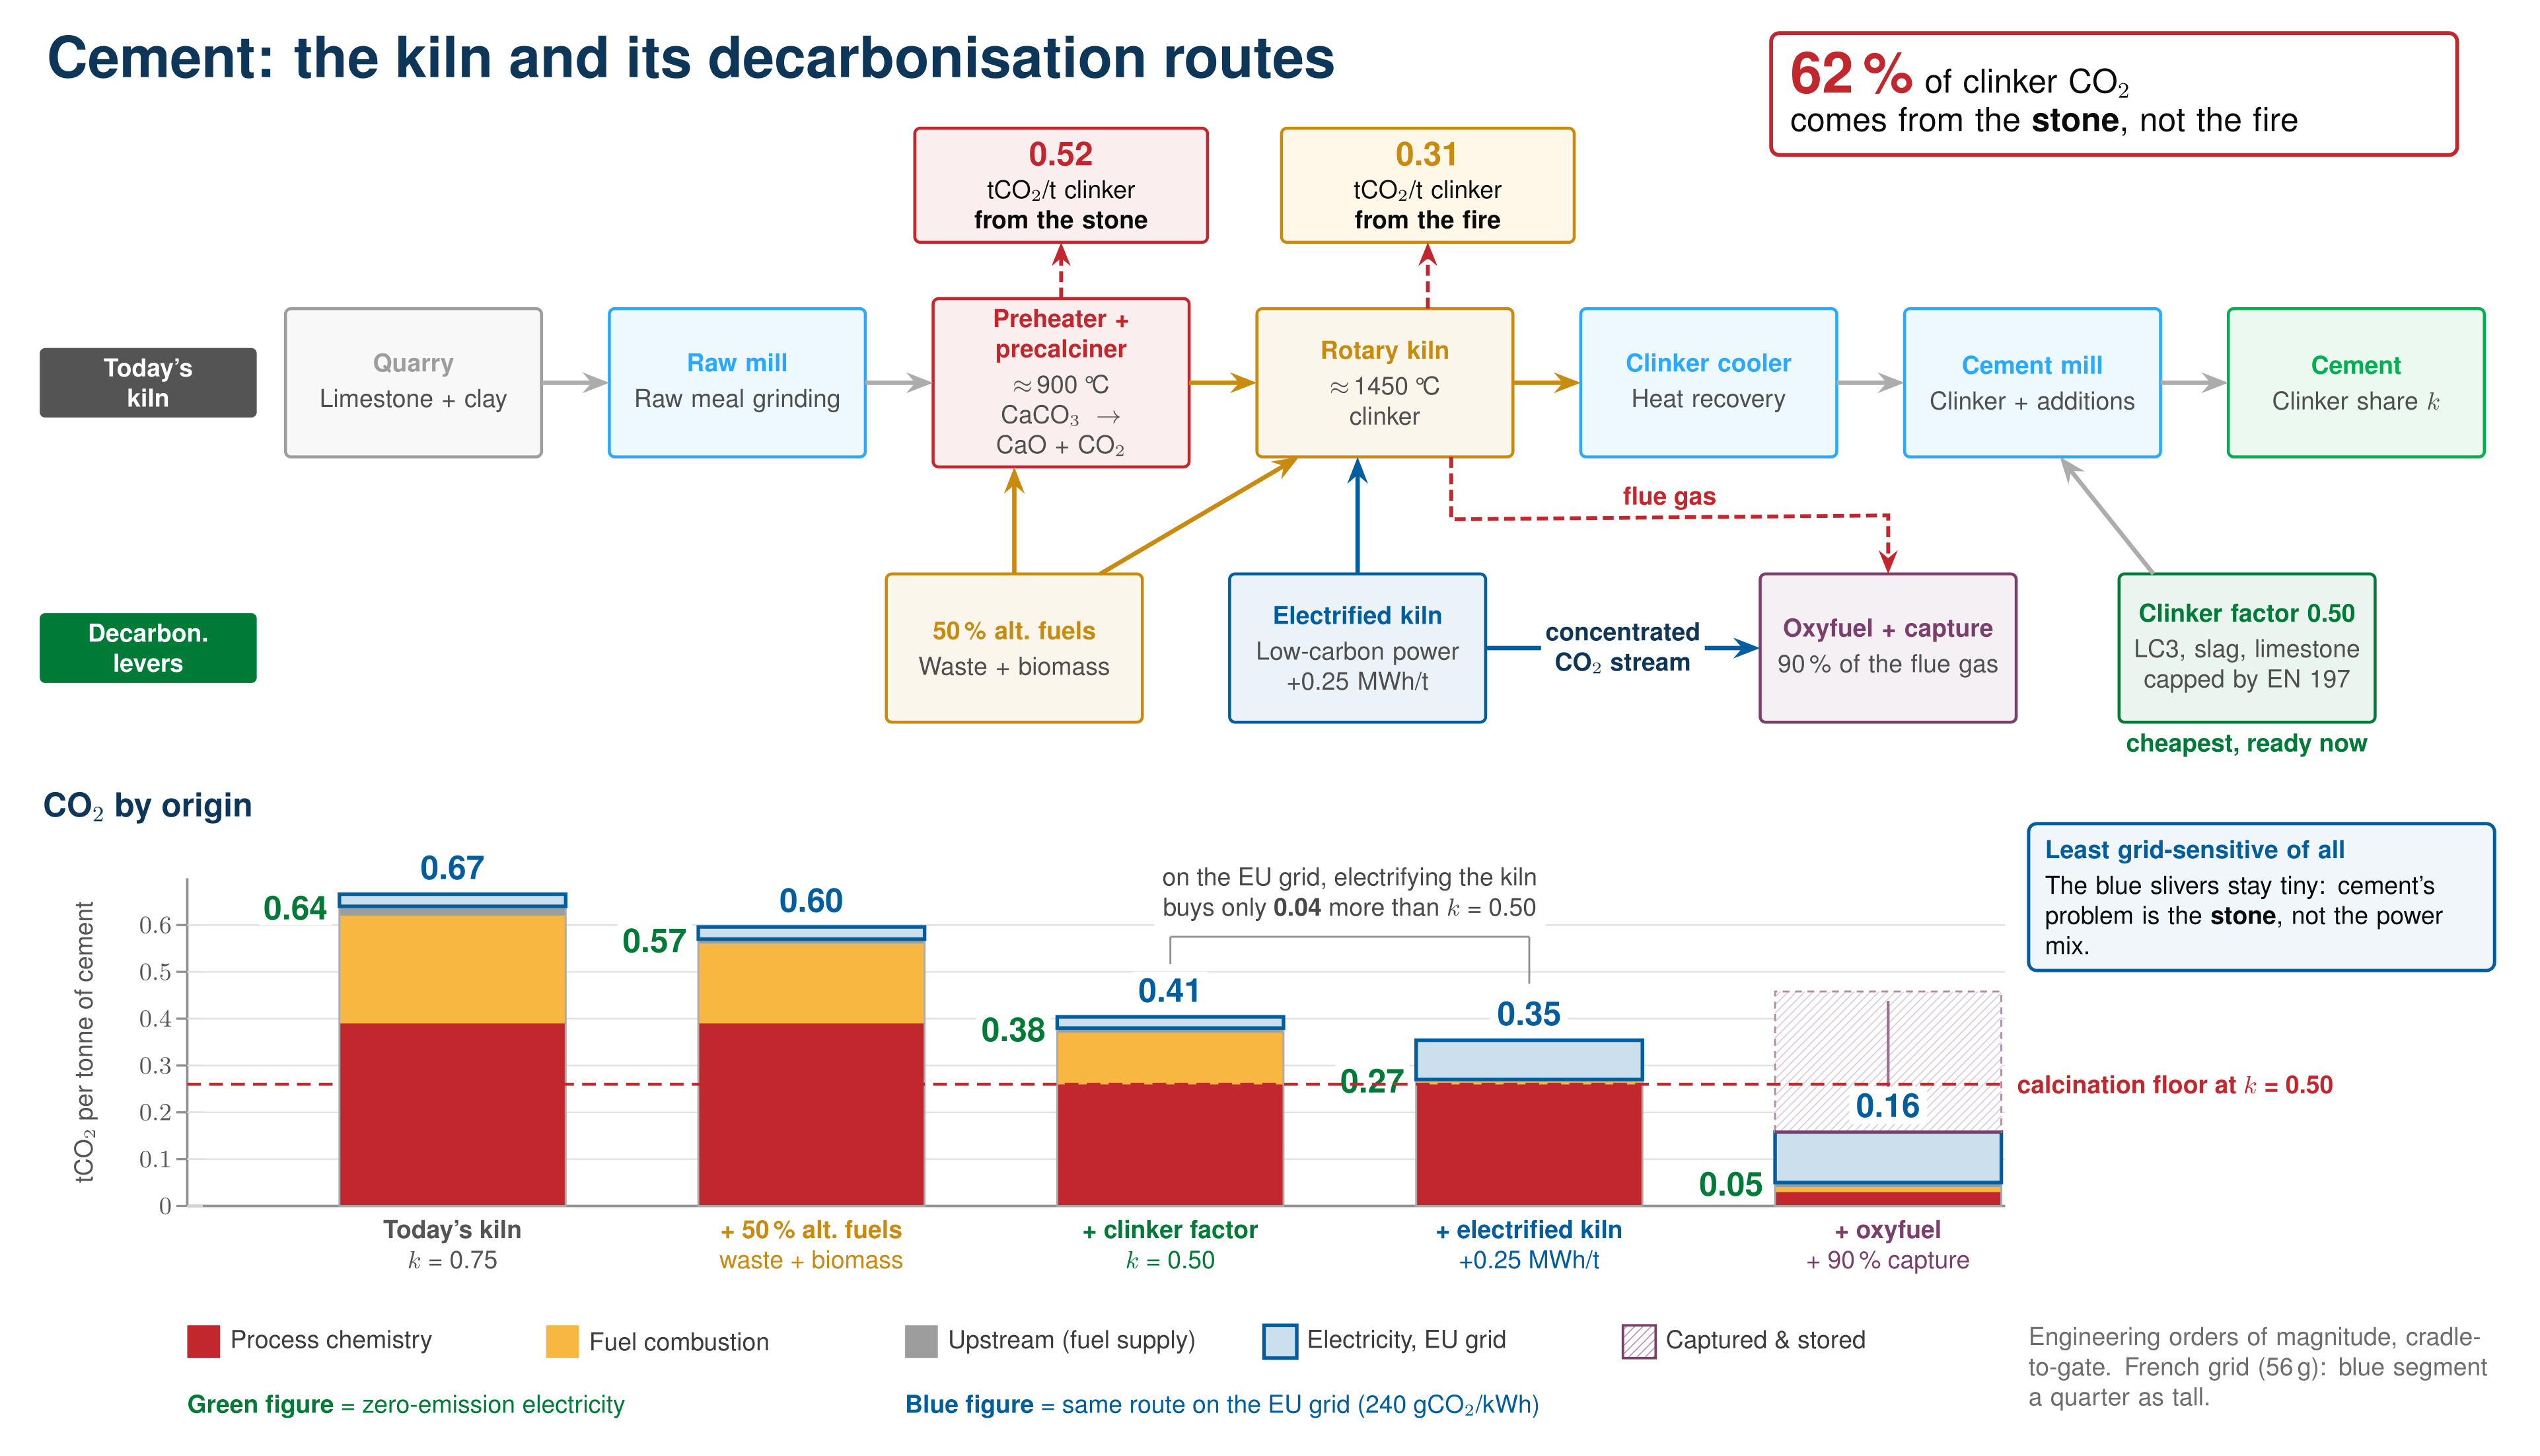 Cement: the kiln and its decarbonisation routes
62 % of clinker CO₂
comes from the stone, not the fire
0.52
tCO₂/t clinker
from the stone
0.31
tCO₂/t clinker
from the fire
Today's
kiln
Quarry
Limestone + clay
Raw mill
Raw meal grinding
Preheater +
precalciner
≈ 900 °C
CaCO₃ →
CaO + CO₂
Rotary kiln
≈ 1450 °C
clinker
Clinker cooler
Heat recovery
Cement mill
Clinker + additions
Cement
Clinker share k
flue gas
Decarbon.
levers
50 % alt. fuels
Waste + biomass
Electrified kiln
Low-carbon power
+0.25 MWh/t
concentrated
CO₂ stream
Oxyfuel + capture
90 % of the flue gas
Clinker factor 0.50
LC3, slag, limestone
capped by EN 197
cheapest, ready now
CO₂ by origin
Least grid-sensitive of all
The blue slivers stay tiny: cement's
problem is the stone, not the power
mix.
on the EU grid, electrifying the kiln
buys only 0.04 more than k = 0.50
tCO₂ per tonne of cement
0.6
0.5
0.4
0.3
0.2
0.1
0
0.64
0.67
0.57
0.60
0.38
0.41
0.27
0.35
0.05
0.16
calcination floor at k = 0.50
Today's kiln
k = 0.75
+ 50 % alt. fuels
waste + biomass
+ clinker factor
k = 0.50
+ electrified kiln
+0.25 MWh/t
+ oxyfuel
+ 90 % capture
Process chemistry
Fuel combustion
Upstream (fuel supply)
Electricity, EU grid
Captured & stored
Green figure = zero-emission electricity
Blue figure = same route on the EU grid (240 gCO₂/kWh)
Engineering orders of magnitude, cradle-
to-gate. French grid (56 g): blue segment
a quarter as tall.